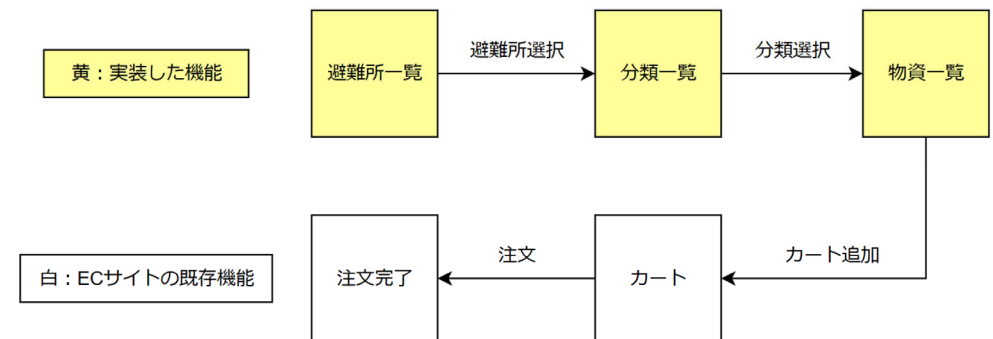 黄：実装した機能
避難所一覧
避難所選択
分類一覧
分類選択
物資一覧
白：ECサイトの既存機能
注文完了
注文
カート
カート追加